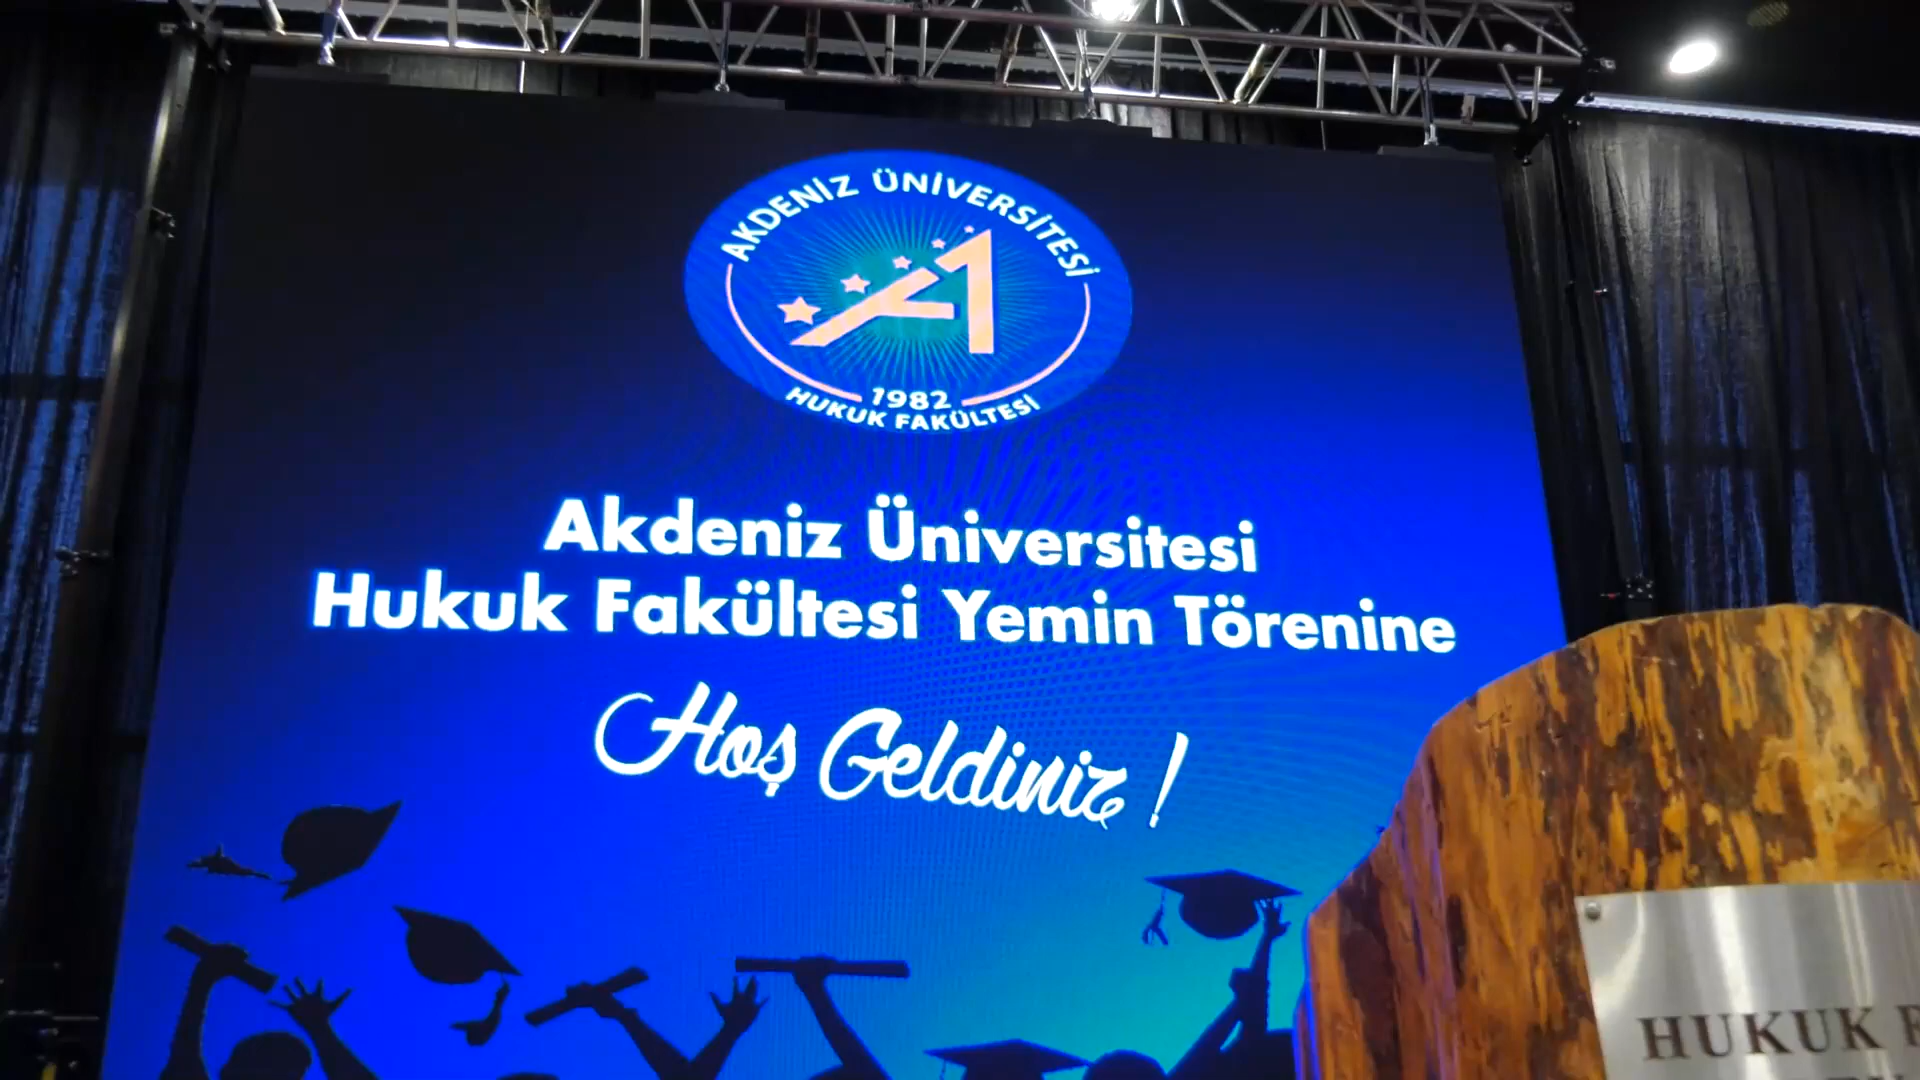 AKDENİZ ÜNİVERSİTESİ
1982
HUKUK FAKÜLTESİ
Akdeniz Üniversitesi
Hukuk Fakültesi Yemin Törenine
Hoş Geldiniz !
HUKUK